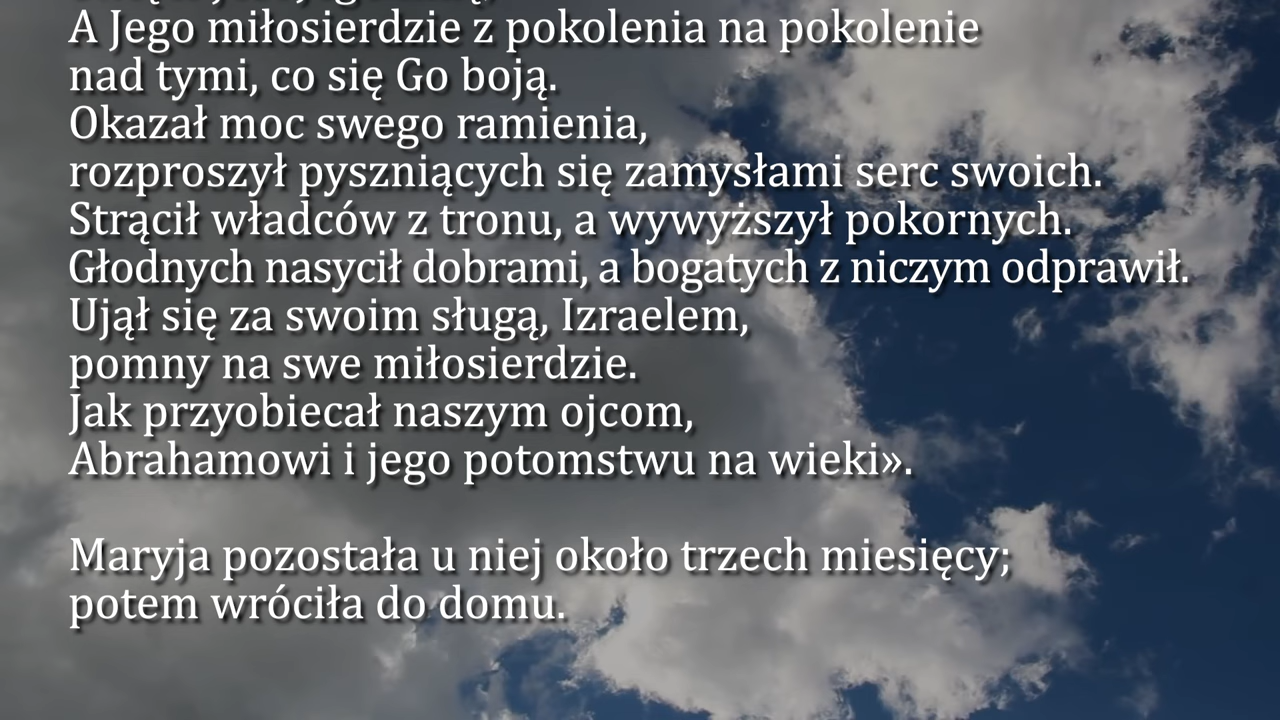 A Jego miłosierdzie z pokolenia na pokolenie
nad tymi, co się Go boją.
Okazał moc swego ramienia,
rozproszył pyszniących się zamysłami serc swoich.
Strącił władców z tronu, a wywyższył pokornych.
Głodnych nasycił dobrami, a bogatych z niczym odprawił.
Ujął się za swoim sługą, Izraelem,
pomny na swe miłosierdzie.
Jak przyobiecał naszym ojcom,
Abrahamowi i jego potomstwu na wieki».
Maryja pozostała u niej około trzech miesięcy;
potem wróciła do domu.